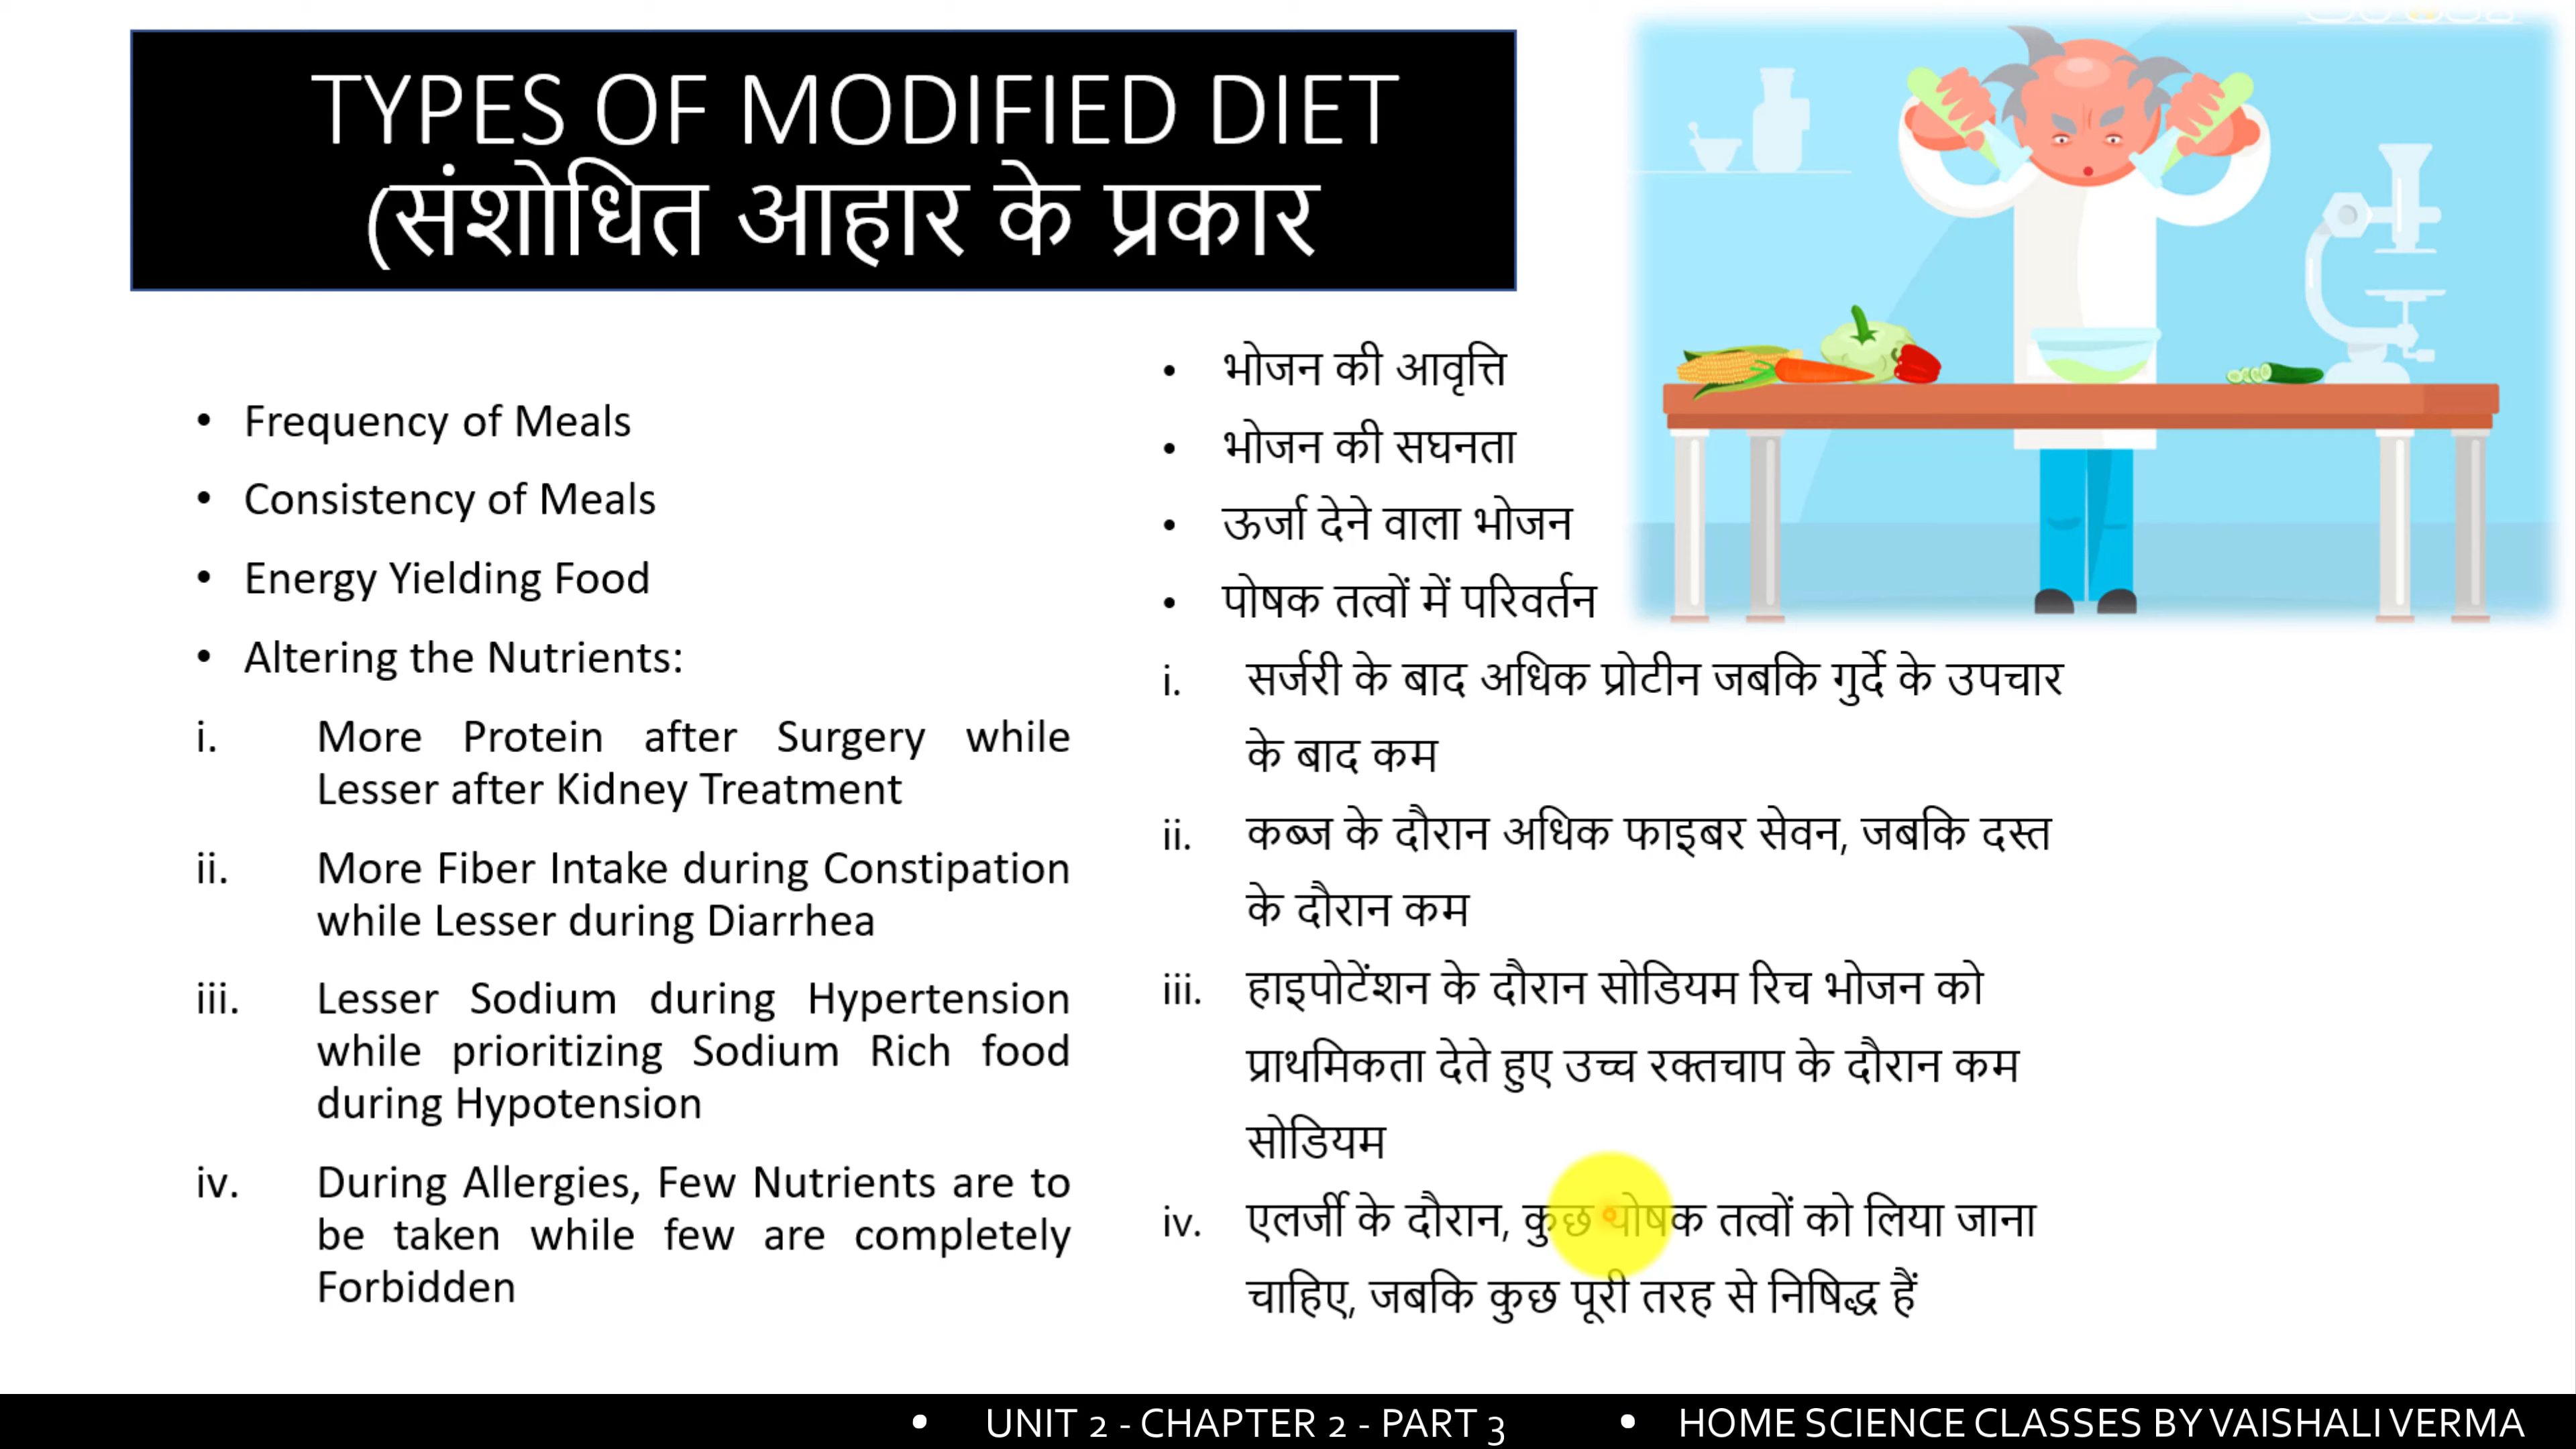 TYPES OF MODIFIED DIET
(संशोधित आहार के प्रकार
• Frequency of Meals
• Consistency of Meals
• Energy Yielding Food
• Altering the Nutrients:
i. More Protein after Surgery while
Lesser after Kidney Treatment
ii. More Fiber Intake during Constipation
while Lesser during Diarrhea
iii. Lesser Sodium during Hypertension
while prioritizing Sodium Rich food
during Hypotension
iv. During Allergies, Few Nutrients are to
be taken while few are completely
Forbidden
• भोजन की आवृत्ति
• भोजन की सघनता
• ऊर्जा देने वाला भोजन
• पोषक तत्वों में परिवर्तन
i. सर्जरी के बाद अधिक प्रोटीन जबकि गुर्दे के उपचार
के बाद कम
ii. कब्ज के दौरान अधिक फाइबर सेवन, जबकि दस्त
के दौरान कम
iii. हाइपोटेंशन के दौरान सोडियम रिच भोजन को
प्राथमिकता देते हुए उच्च रक्तचाप के दौरान कम
सोडियम
iv. एलर्जी के दौरान, कुछ पोषक तत्वों को लिया जाना
चाहिए, जबकि कुछ पूरी तरह से निषिद्ध हैं
• UNIT 2 - CHAPTER 2 - PART 3 • HOME SCIENCE CLASSES BY VAISHALI VERMA